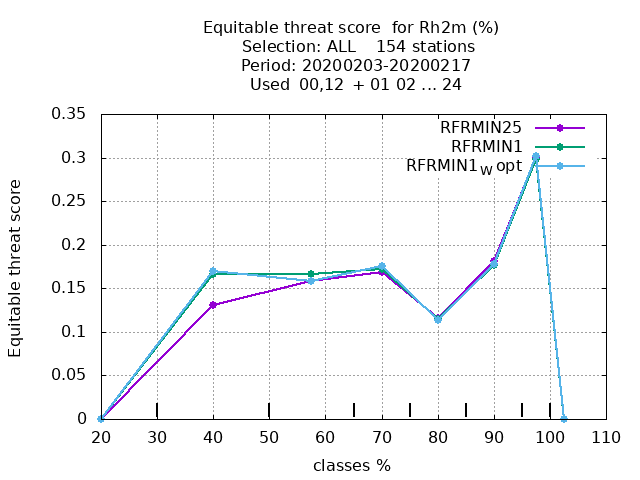 Equitable threat score for Rh2m (%)
Selection: ALL 154 stations
Period: 20200203-20200217
Used 00,12 + 01 02 ... 24
RFRMIN25
RFRMIN1
RFRMIN1W opt
Equitable threat score
0.35
0.3
0.25
0.2
0.15
0.1
0.05
0
20 30 40 50 60 70 80 90 100 110
classes %